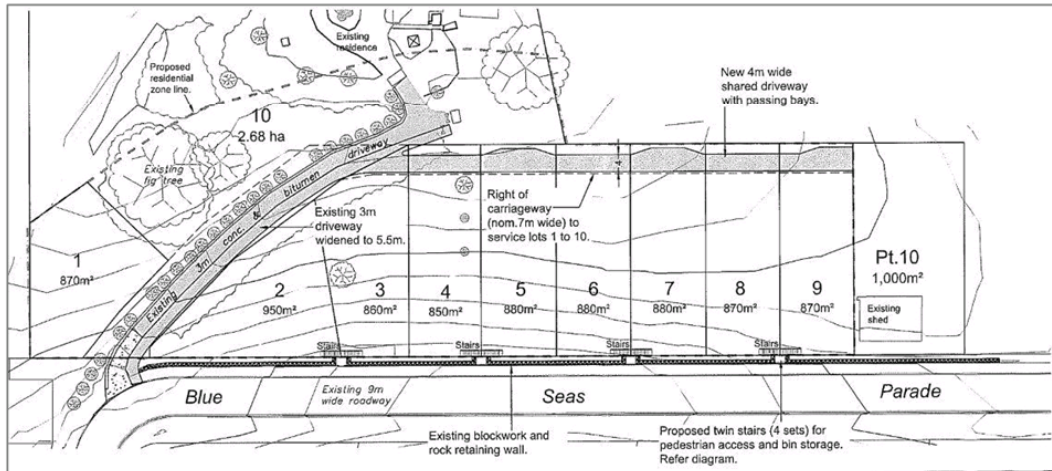 Existing
residence
Proposed
residential
zone line.
New 4m wide
shared driveway
with passing bays.
10
2.68 ha
Existing
fig tree
Existing 3m conc. & bitumen driveway
Existing 3m
driveway
widened to 5.5m.
4
Right of
carriageway
(nom.7m wide) to
service lots 1 to 10.
1
870m²
2
950m²
3
860m²
4
850m²
5
880m²
6
880m²
7
880m²
8
870m²
9
870m²
Pt.10
1,000m²
Existing
shed
Stairs
Stairs
Stairs
Stairs
Blue Seas Parade
Existing 9m
wide roadway
Existing blockwork and
rock retaining wall.
Proposed twin stairs (4 sets) for
pedestrian access and bin storage.
Refer diagram.